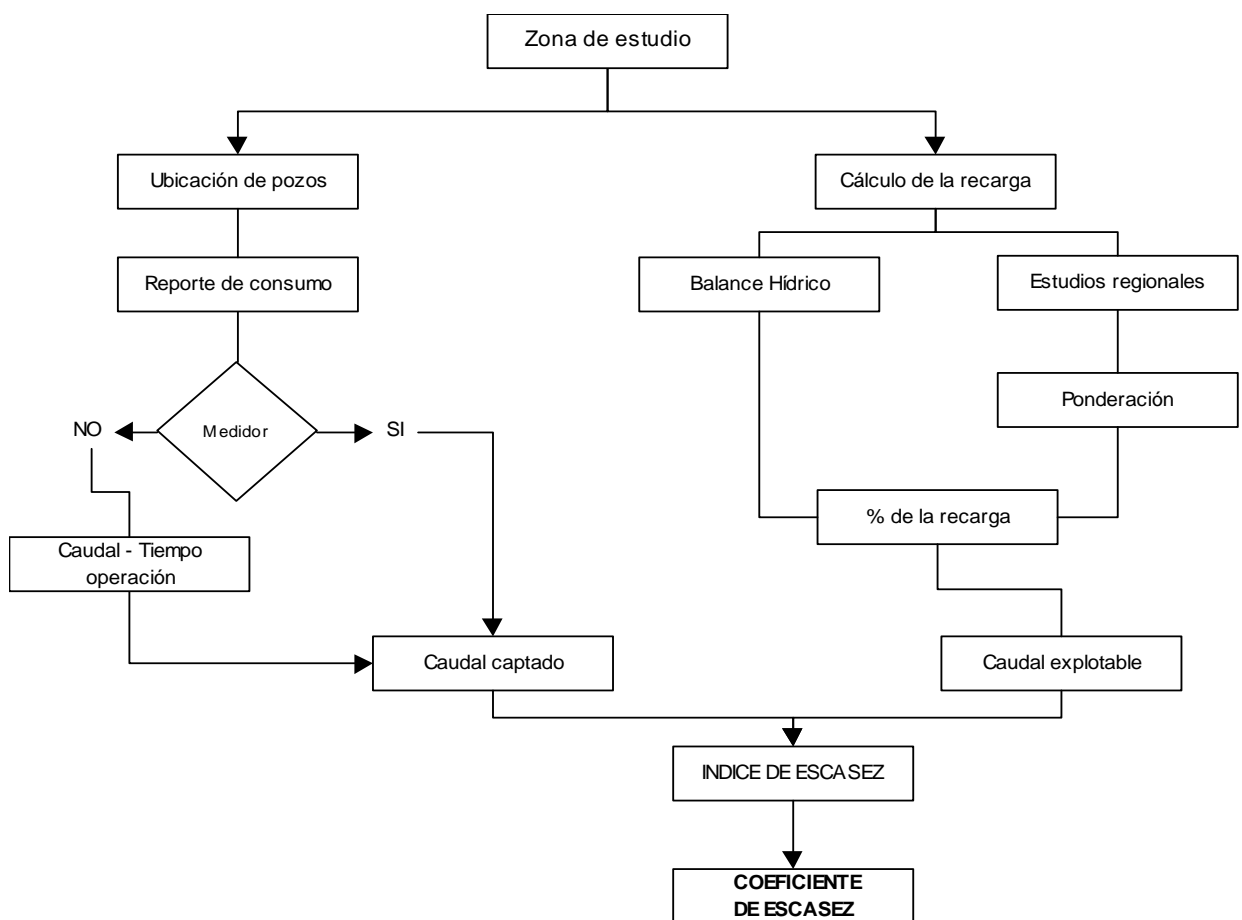 Zona de estudio
Ubicación de pozos
Cálculo de la recarga
Reporte de consumo
Balance Hídrico
Estudios regionales
Ponderación
NO
Medidor
SI
% de la recarga
Caudal - Tiempo
operación
Caudal captado
Caudal explotable
INDICE DE ESCASEZ
COEFICIENTE
DE ESCASEZ